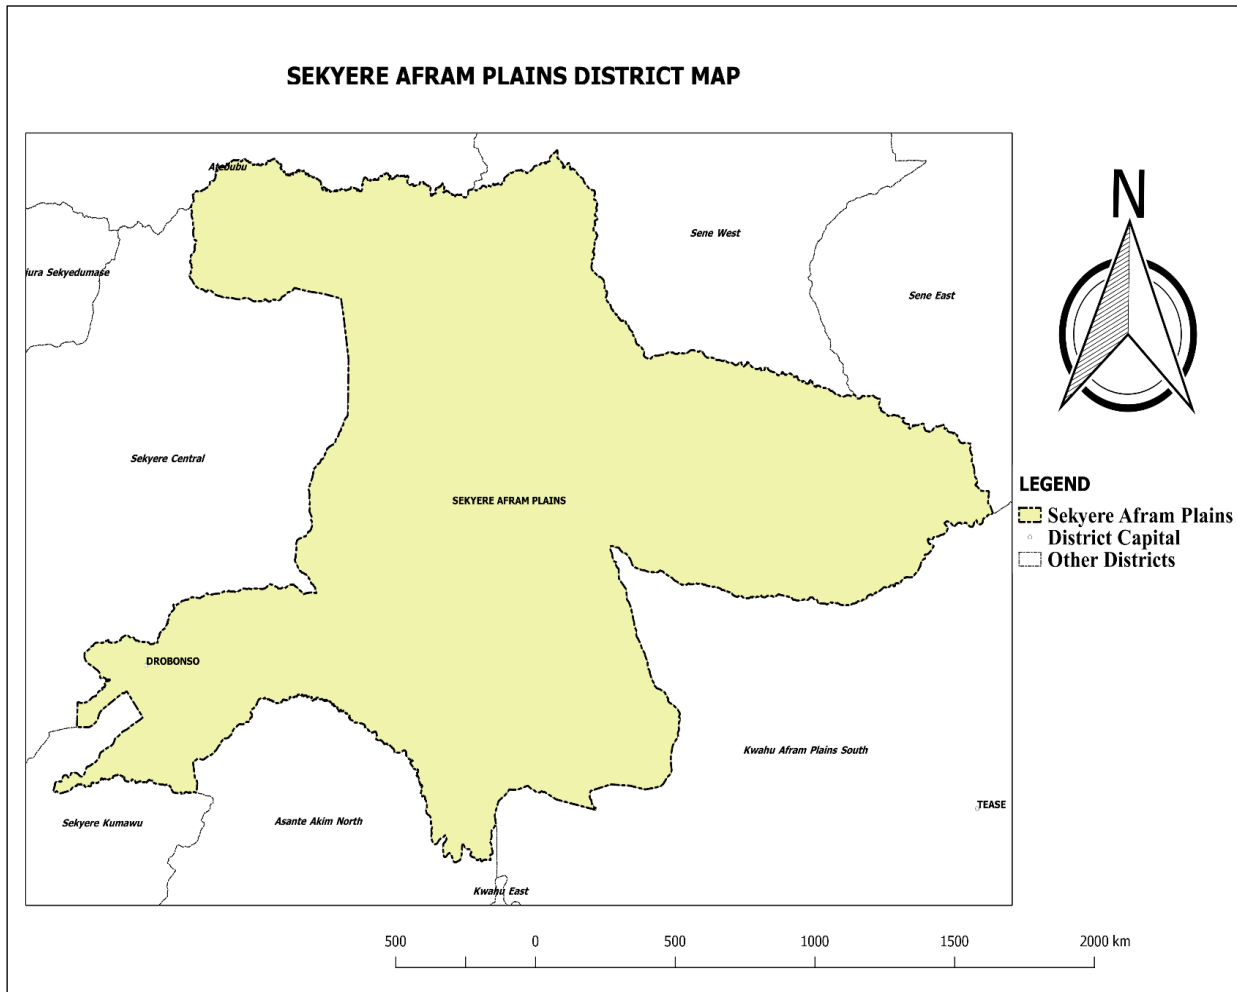 SEKYERE AFRAM PLAINS DISTRICT MAP
Atebubu
N
Sene West
iura Sekyedumase
Sene East
Sekyere Central
LEGEND
SEKYERE AFRAM PLAINS
Sekyere Afram Plains
District Capital
Other Districts
DROBONSO
Kwahu Afram Plains South
TEASE
Sekyere Kumawu
Asante Akim North
Kwahu East
500 0 500 1000 1500 2000 km